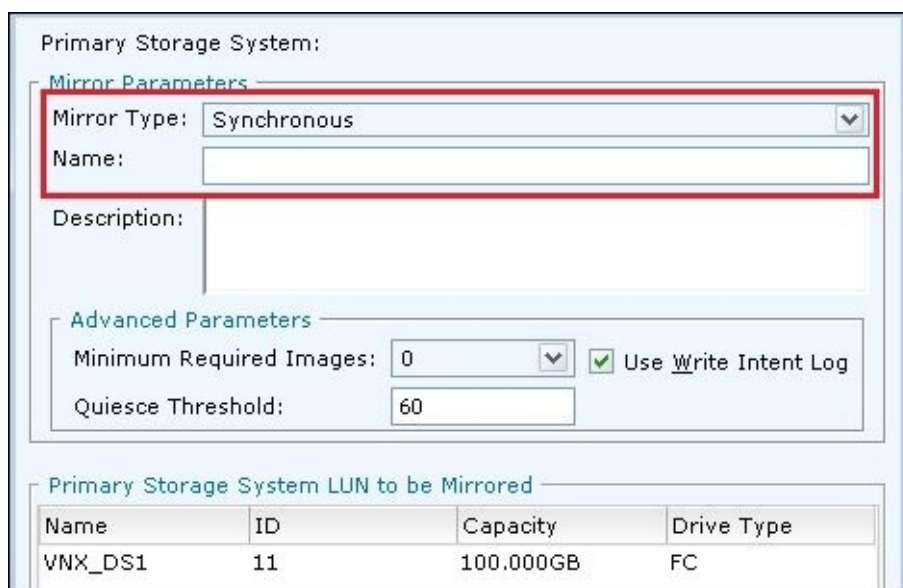 Primary Storage System:
Mirror Parameters
Mirror Type: Synchronous
Name:
Description:
Advanced Parameters
Minimum Required Images: 0 Use Write Intent Log
Quiesce Threshold: 60
Primary Storage System LUN to be Mirrored
Name ID Capacity Drive Type
VNX_DS1 11 100.000GB FC